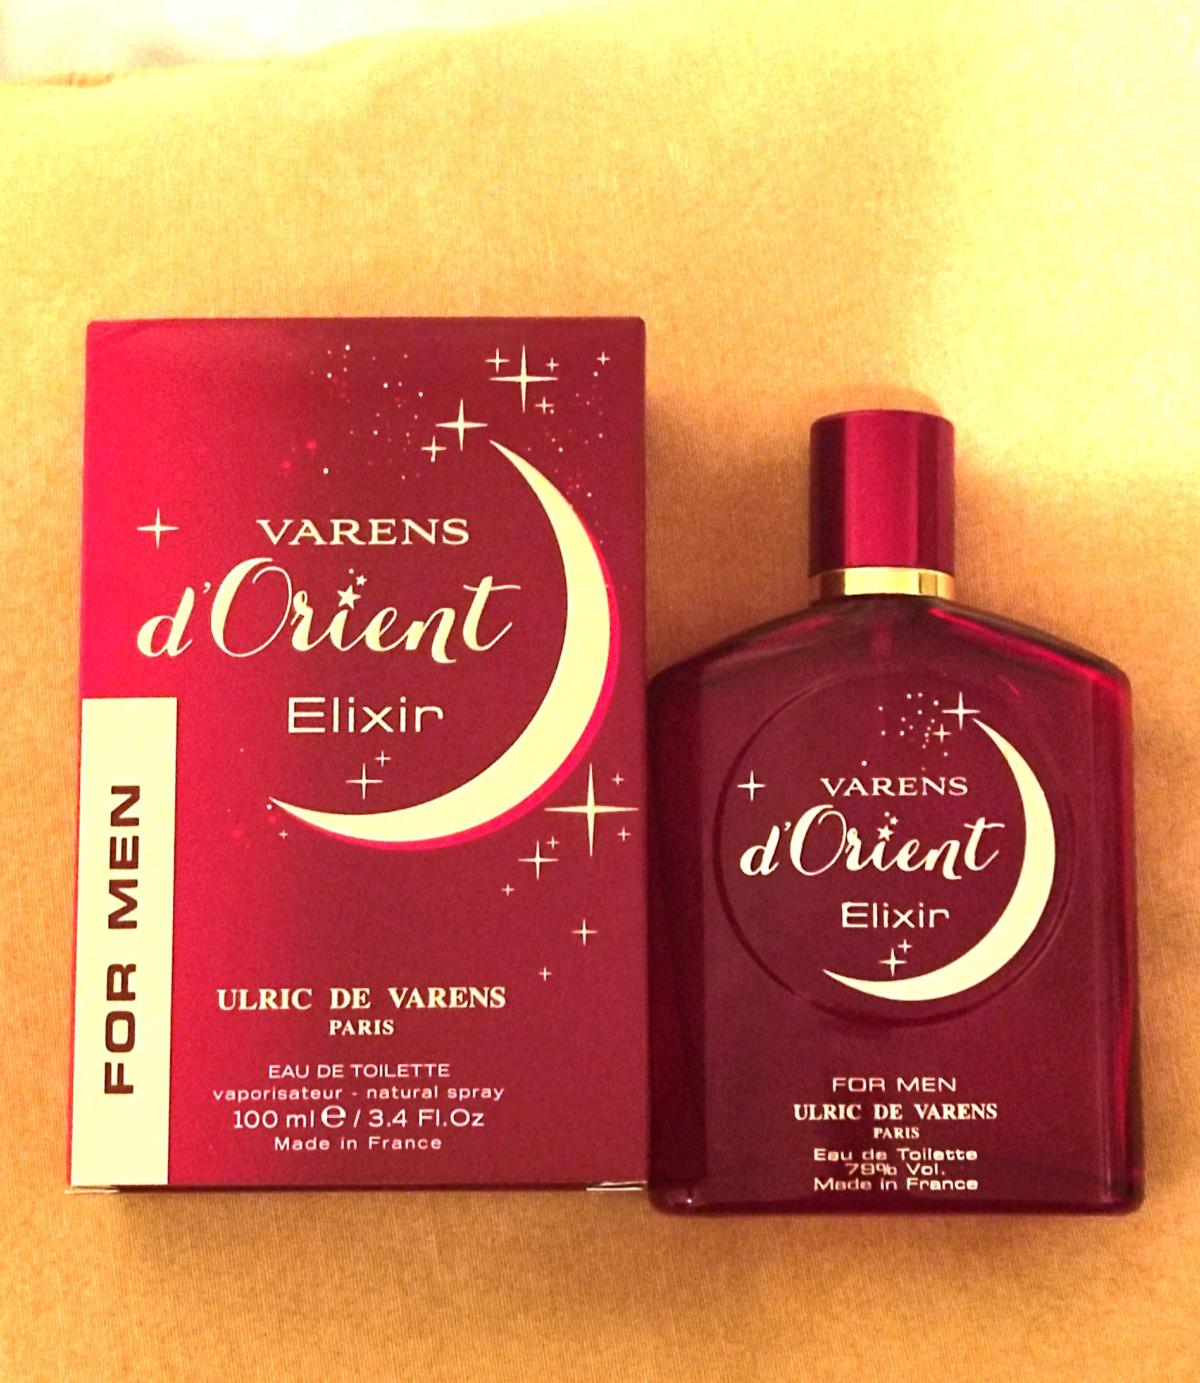 VARENS
d'Orient
Elixir
FOR MEN
ULRIC DE VARENS
PARIS
EAU DE TOILETTE
vaporisateur - natural spray
100 ml ℮ / 3.4 Fl.Oz
Made in France
VARENS
d'Orient
Elixir
FOR MEN
ULRIC DE VARENS
PARIS
Eau de Toilette
79% Vol.
Made in France